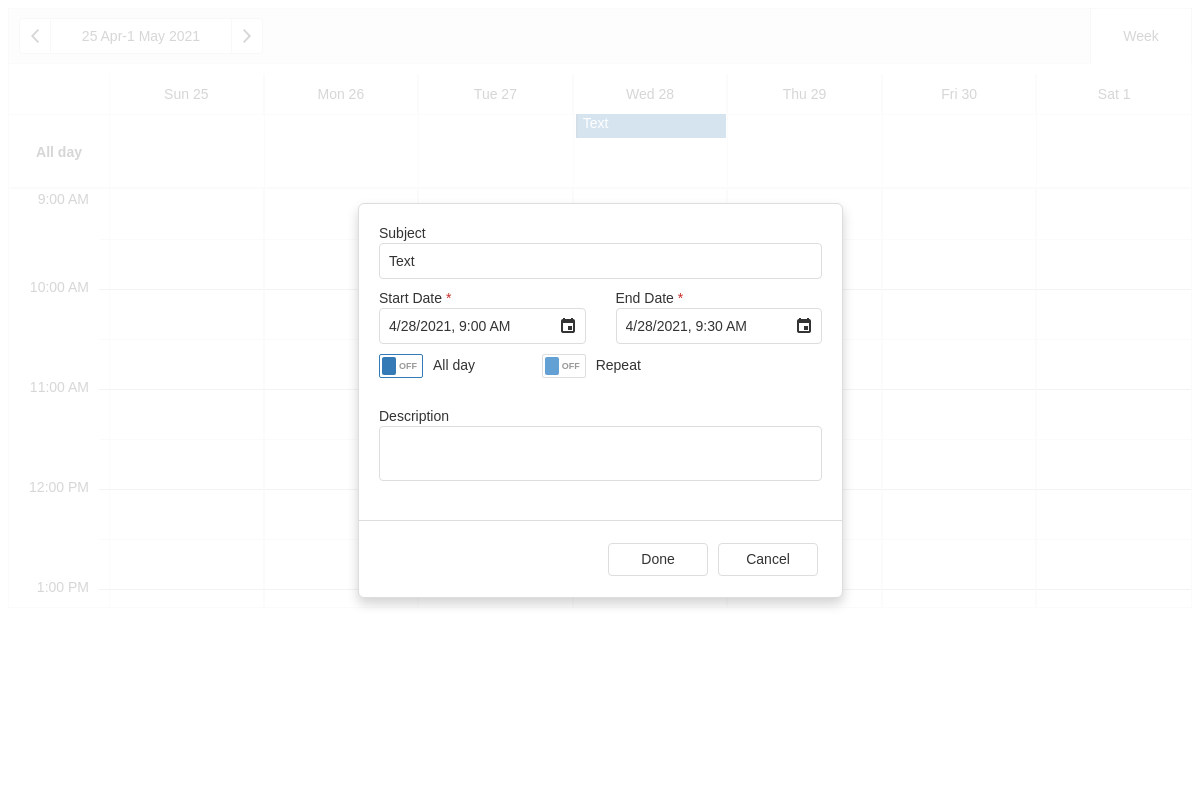 25 Apr-1 May 2021
Week
Sun 25
Mon 26
Tue 27
Wed 28
Thu 29
Fri 30
Sat 1
Text
All day
9:00 AM
10:00 AM
11:00 AM
12:00 PM
1:00 PM
Subject
Text
Start Date *
End Date *
4/28/2021, 9:00 AM
4/28/2021, 9:30 AM
OFF All day
OFF Repeat
Description
Done
Cancel